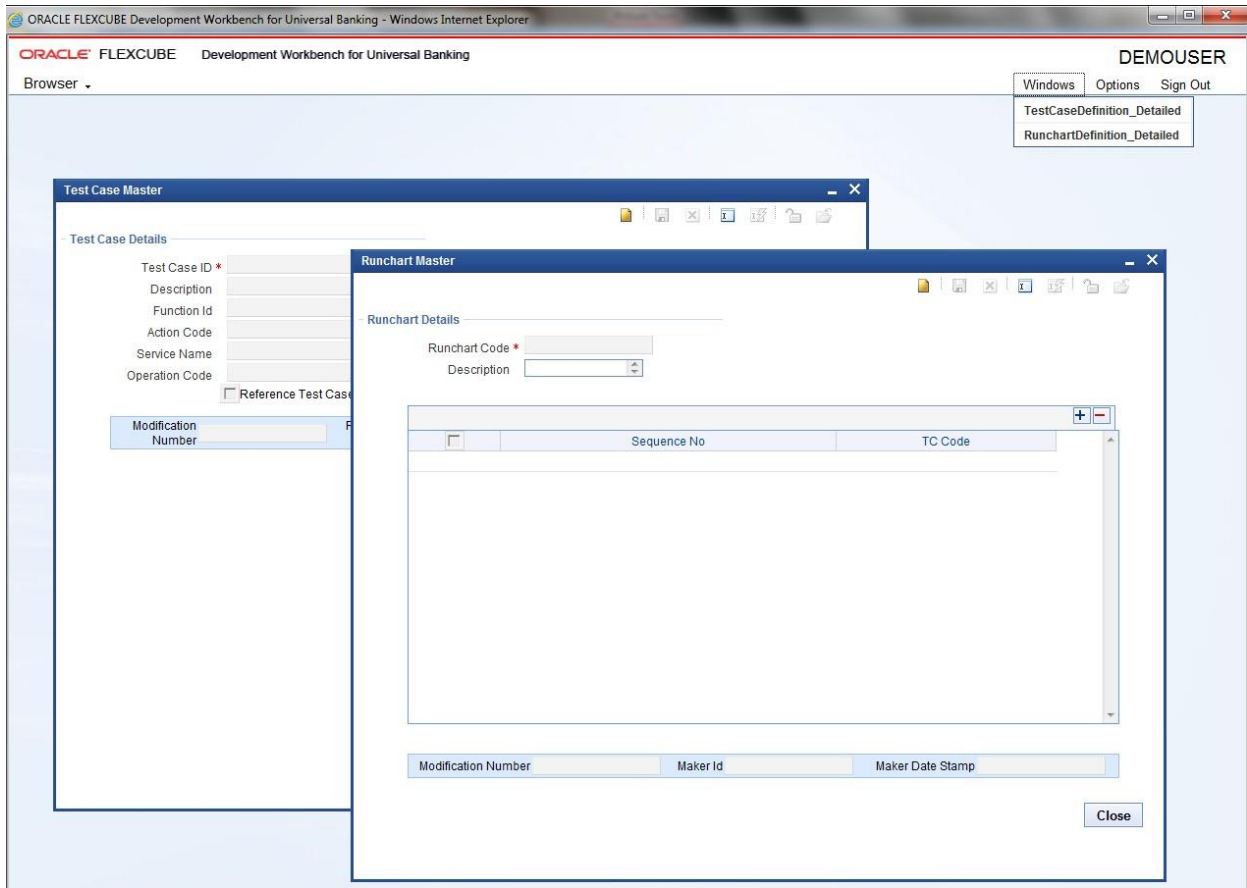 ORACLE FLEXCUBE Development Workbench for Universal Banking - Windows Internet Explorer
ORACLE FLEXCUBE Development Workbench for Universal Banking
DEMOUSER
Browser
Windows Options Sign Out
TestCaseDefinition_Detailed
RunchartDefinition_Detailed
Test Case Master
Test Case Details
Test Case ID *
Description
Function Id
Action Code
Service Name
Operation Code
Reference Test Case
Modification Number
Runchart Master
Runchart Details
Runchart Code *
Description
Sequence No TC Code
Modification Number Maker Id Maker Date Stamp
Close